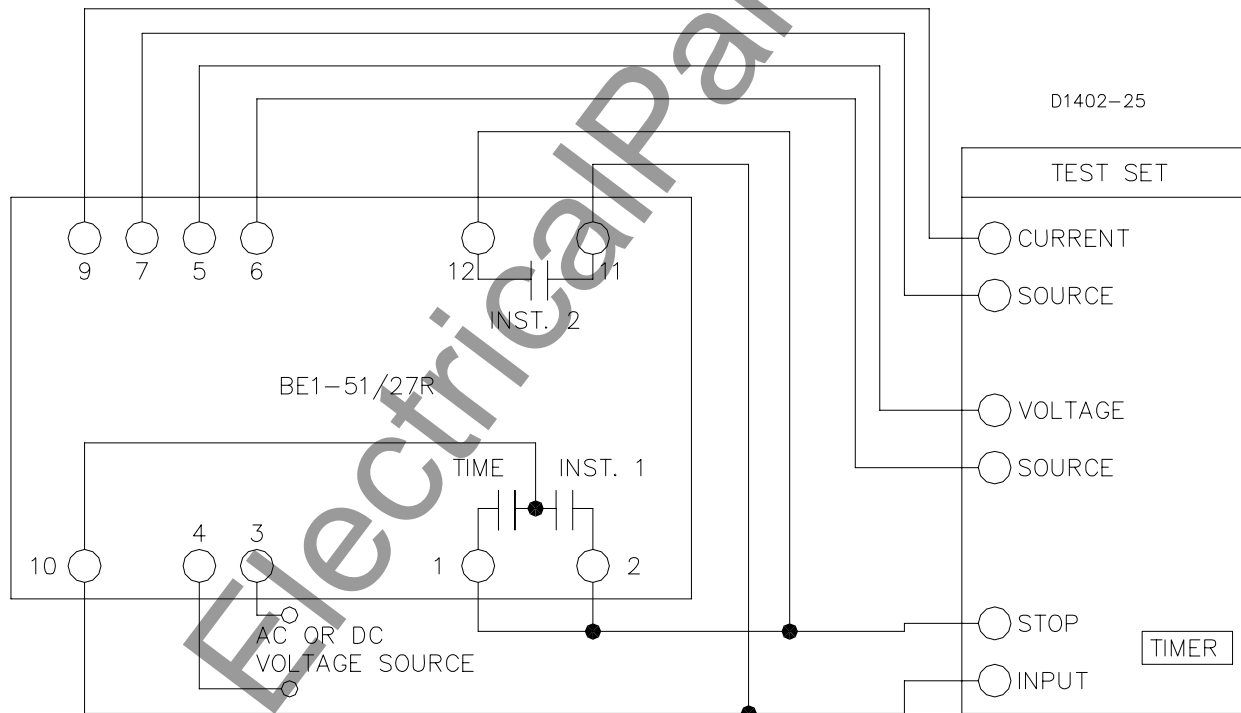 D1402-25
TEST SET
CURRENT
SOURCE
VOLTAGE
SOURCE
STOP
INPUT
TIMER
9 7 5 6 12 11
INST. 2
BE1-51/27R
TIME INST. 1
10 4 3 1 2
AC OR DC
VOLTAGE SOURCE
ElectricalPar